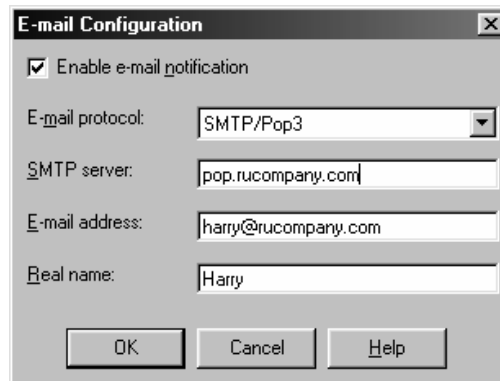 E-mail Configuration
Enable e-mail notification
E-mail protocol: SMTP/Pop3
SMTP server: pop.rucompany.com
E-mail address: harry@rucompany.com
Real name: Harry
OK Cancel Help